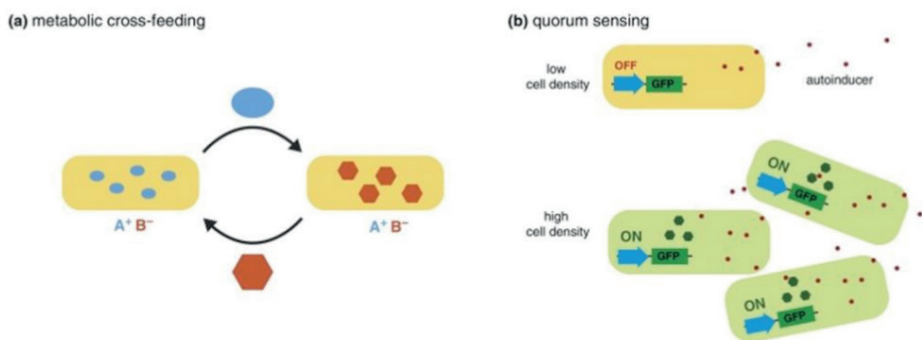 (a) metabolic cross-feeding
A⁺ B⁻
A⁺ B⁻
(b) quorum sensing
low
cell density
OFF
GFP
autoinducer
high
cell density
ON
GFP
ON
GFP
ON
GFP